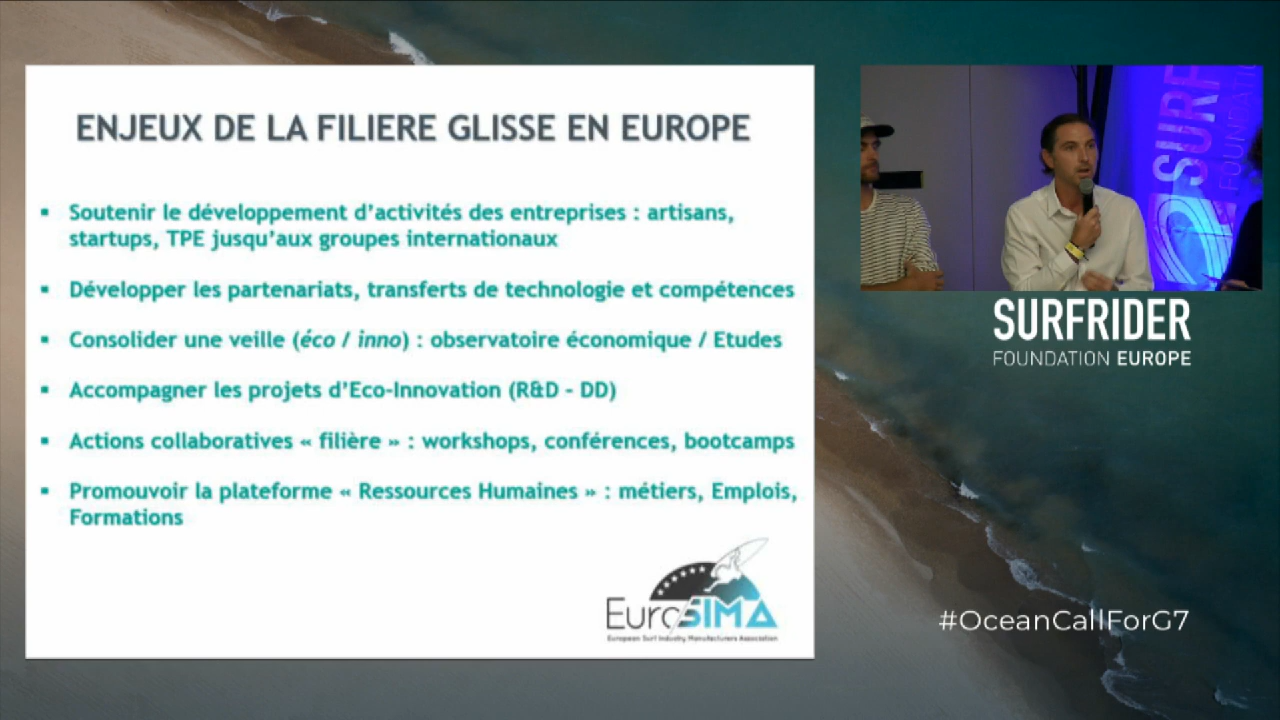 ENJEUX DE LA FILIERE GLISSE EN EUROPE
▪ Soutenir le développement d’activités des entreprises : artisans,
startups, TPE jusqu’aux groupes internationaux
▪ Développer les partenariats, transferts de technologie et compétences
▪ Consolider une veille (éco / inno) : observatoire économique / Etudes
▪ Accompagner les projets d’Eco-Innovation (R&D - DD)
▪ Actions collaboratives « filière » : workshops, conférences, bootcamps
▪ Promouvoir la plateforme « Ressources Humaines » : métiers, Emplois,
Formations
EuroSIMA
European Surf Industry Manufacturers Association
SURF
FOUNDATIO
SURFRIDER
FOUNDATION EUROPE
#OceanCallForG7